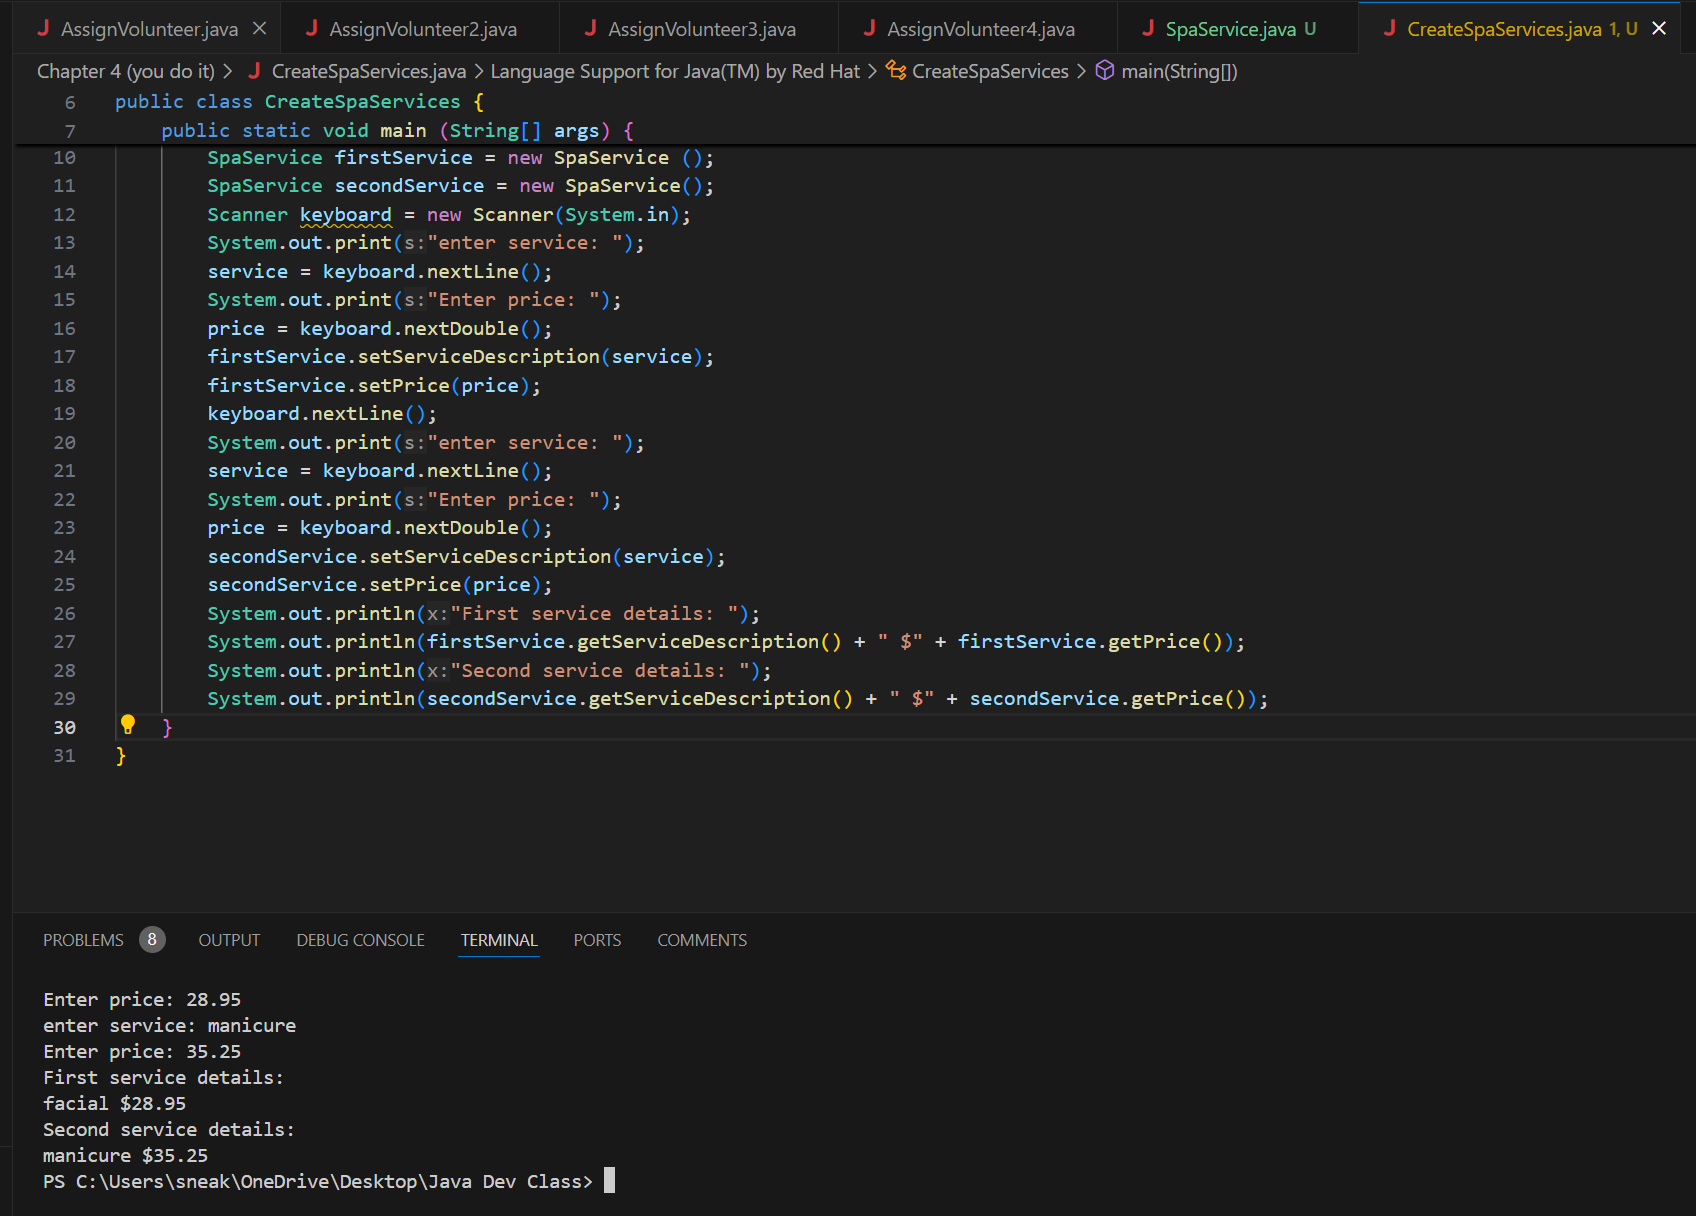 AssignVolunteer.java AssignVolunteer2.java AssignVolunteer3.java AssignVolunteer4.java SpaService.java U CreateSpaServices.java 1, U
Chapter 4 (you do it) > CreateSpaServices.java > Language Support for Java(TM) by Red Hat > CreateSpaServices > main(String[])
6 public class CreateSpaServices {
7 public static void main (String[] args) {
10 SpaService firstService = new SpaService ();
11 SpaService secondService = new SpaService();
12 Scanner keyboard = new Scanner(System.in);
13 System.out.print(s:"enter service: ");
14 service = keyboard.nextLine();
15 System.out.print(s:"Enter price: ");
16 price = keyboard.nextDouble();
17 firstService.setServiceDescription(service);
18 firstService.setPrice(price);
19 keyboard.nextLine();
20 System.out.print(s:"enter service: ");
21 service = keyboard.nextLine();
22 System.out.print(s:"Enter price: ");
23 price = keyboard.nextDouble();
24 secondService.setServiceDescription(service);
25 secondService.setPrice(price);
26 System.out.println(x:"First service details: ");
27 System.out.println(firstService.getServiceDescription() + " $" + firstService.getPrice());
28 System.out.println(x:"Second service details: ");
29 System.out.println(secondService.getServiceDescription() + " $" + secondService.getPrice());
30 }
31 }
PROBLEMS 8 OUTPUT DEBUG CONSOLE TERMINAL PORTS COMMENTS
Enter price: 28.95
enter service: manicure
Enter price: 35.25
First service details:
facial $28.95
Second service details:
manicure $35.25
PS C:\Users\sneak\OneDrive\Desktop\Java Dev Class>